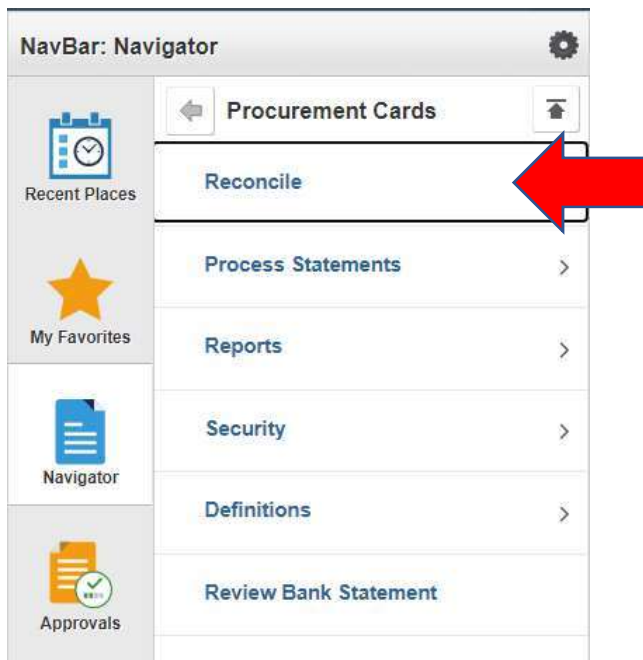 NavBar: Navigator
Procurement Cards
Recent Places
Reconcile
Process Statements
My Favorites
Reports
Navigator
Security
Definitions
Approvals
Review Bank Statement